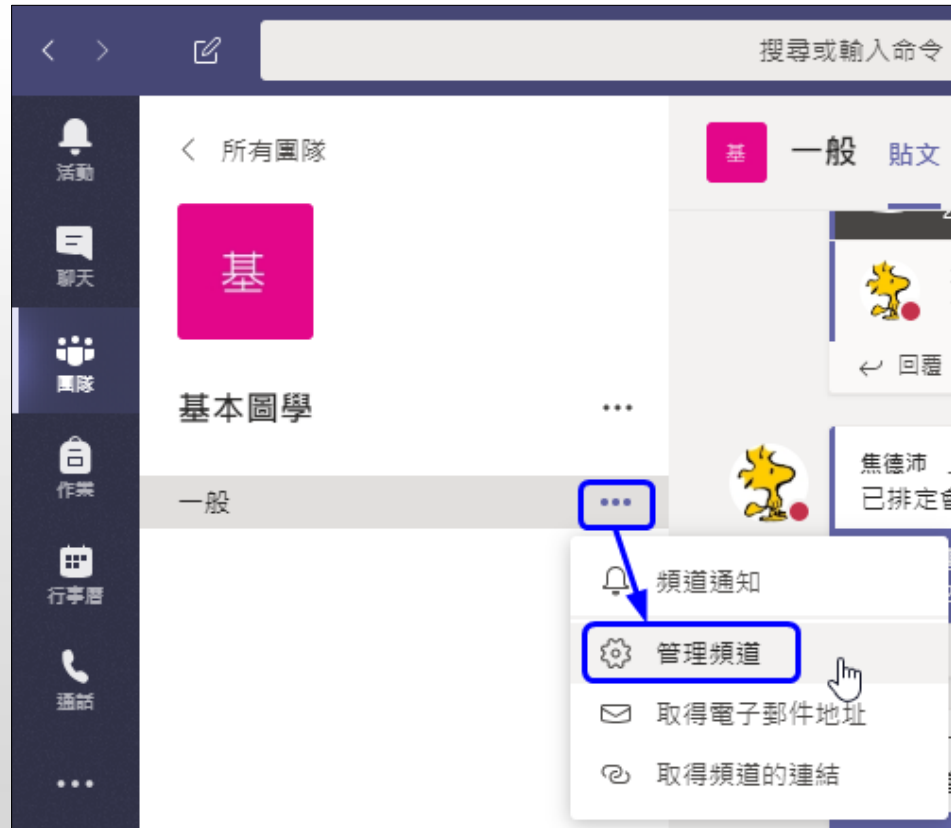 搜尋或輸入命令
活動
聊天
團隊
作業
行事曆
通話
所有團隊
基
基本圖學
一般
基 一般 貼文
回覆
焦德沛
已排定
頻道通知
管理頻道
取得電子郵件地址
取得頻道的連結